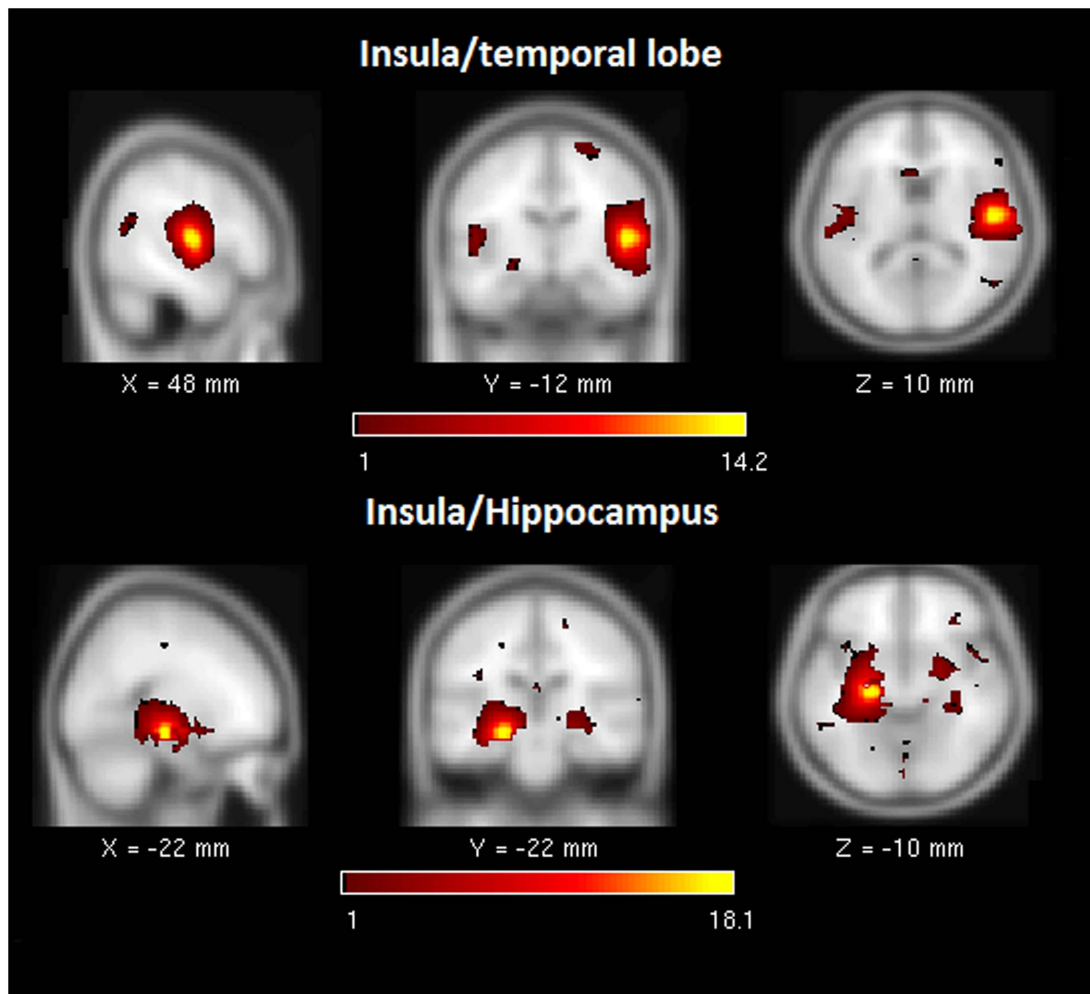 Insula/temporal lobe
X = 48 mm
Y = -12 mm
Z = 10 mm
1
14.2
Insula/Hippocampus
X = -22 mm
Y = -22 mm
Z = -10 mm
1
18.1